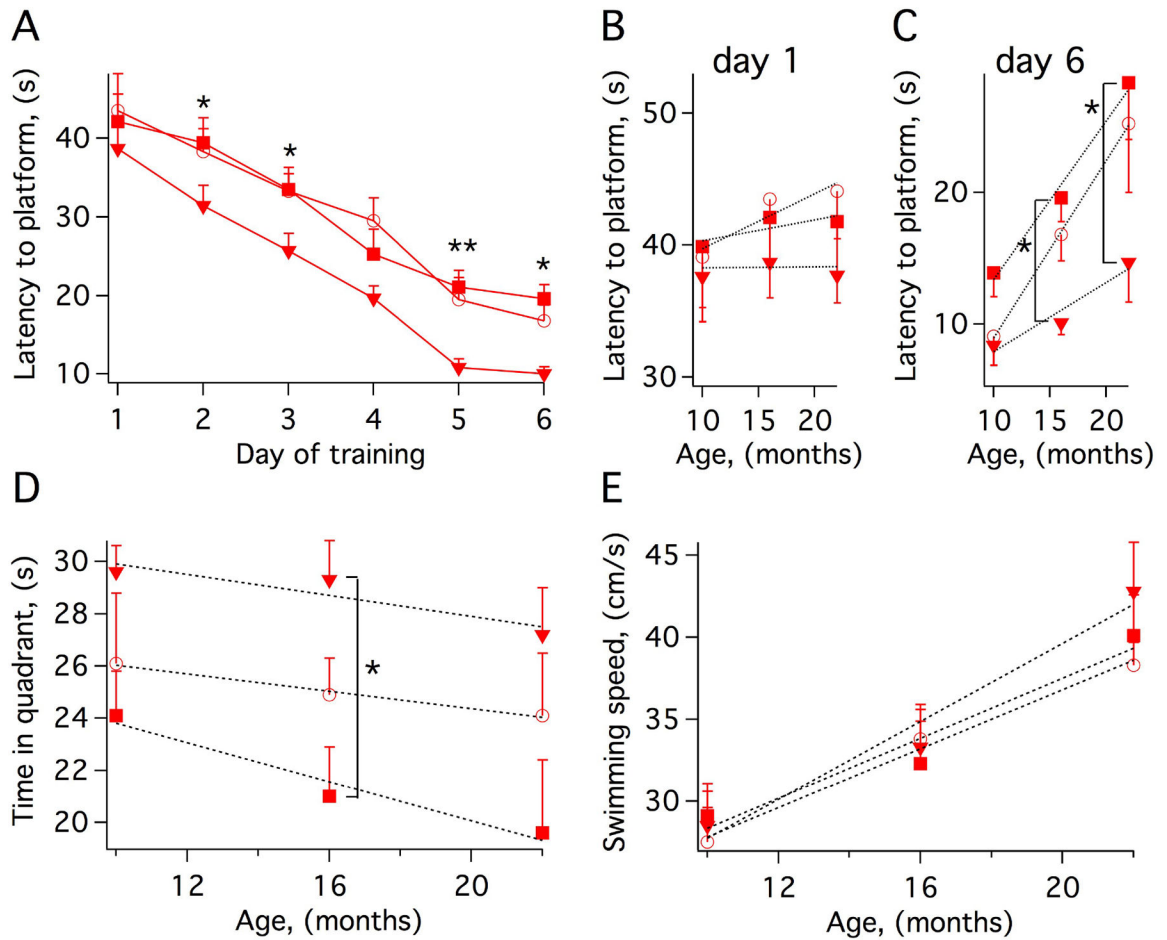 A
Latency to platform, (s)
40
30
20
10
*
*
**
*
1 2 3 4 5 6
Day of training
B
day 1
Latency to platform, (s)
50
40
30
10 15 20
Age, (months)
C
day 6
Latency to platform, (s)
20
10
*
*
10 15 20
Age, (months)
D
Time in quadrant, (s)
30
28
26
24
22
20
*
12 16 20
Age, (months)
E
Swimming speed, (cm/s)
45
40
35
30
12 16 20
Age, (months)